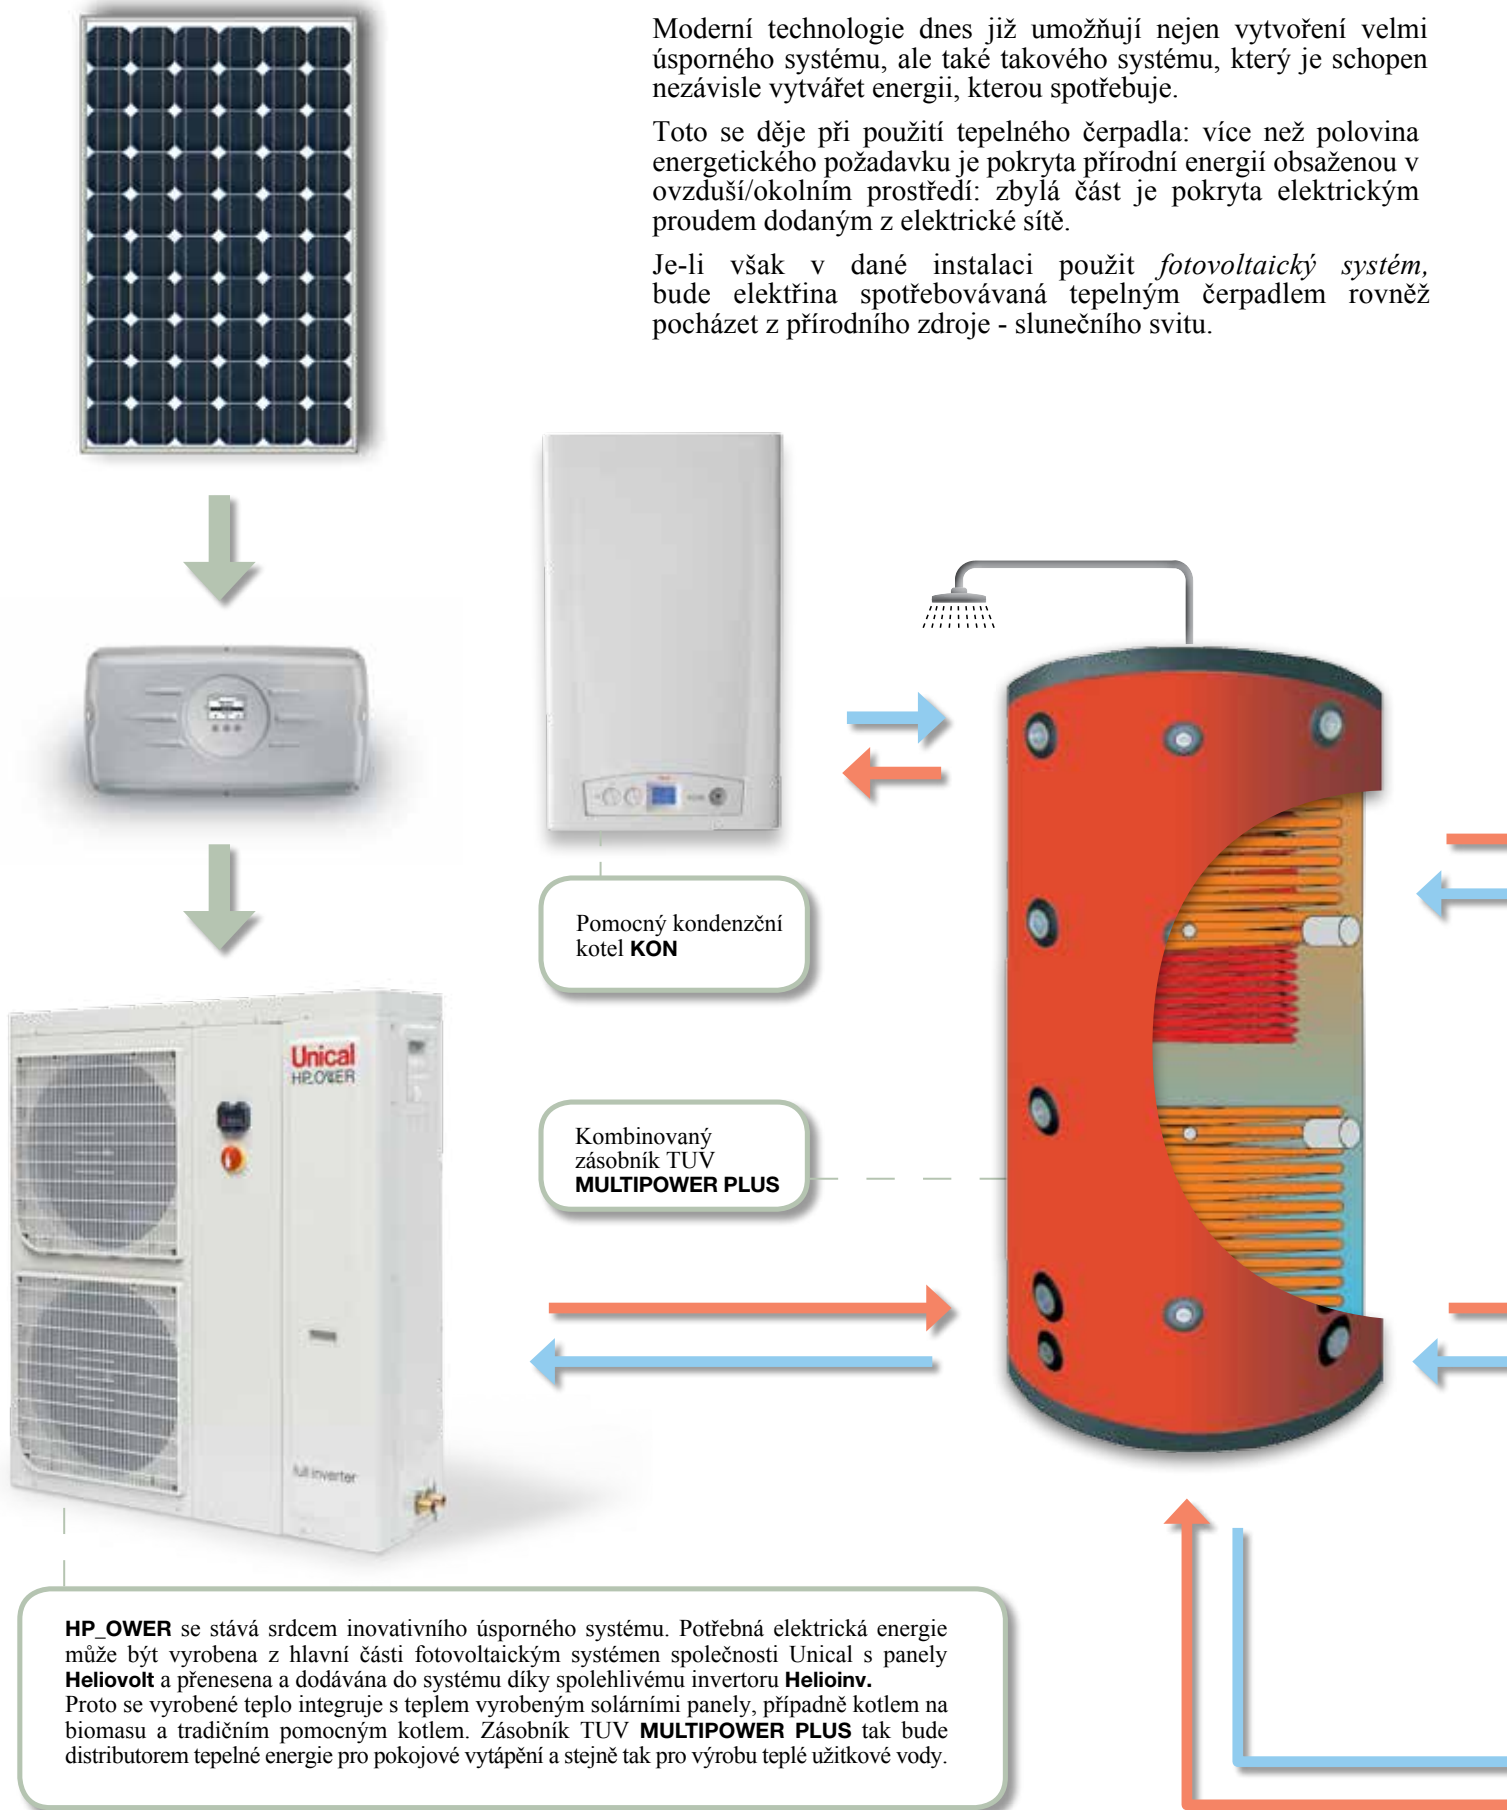 Moderní technologie dnes již umožňují nejen vytvoření velmi
úsporného systému, ale také takového systému, který je schopen
nezávisle vytvářet energii, kterou spotřebuje.
Toto se děje při použití tepelného čerpadla: více než polovina
energetického požadavku je pokryta přírodní energií obsaženou v
ovzduší/okolním prostředí: zbylá část je pokryta elektrickým
proudem dodaným z elektrické sítě.
Je-li však v dané instalaci použit fotovoltaický systém,
bude elektřina spotřebovávaná tepelným čerpadlem rovněž
pocházet z přírodního zdroje - slunečního svitu.
Pomocný kondenzční
kotel KON
Unical
HP_OWER
Kombinovaný
zásobník TUV
MULTIPOWER PLUS
full inverter
HP_OWER se stává srdcem inovativního úsporného systému. Potřebná elektrická energie
může být vyrobena z hlavní části fotovoltaickým systémen společnosti Unical s panely
Heliovolt a přenesena a dodávána do systému díky spolehlivému invertoru Helioinv.
Proto se vyrobené teplo integruje s teplem vyrobeným solárními panely, případně kotlem na
biomasu a tradičním pomocným kotlem. Zásobník TUV MULTIPOWER PLUS tak bude
distributorem tepelné energie pro pokojové vytápění a stejně tak pro výrobu teplé užitkové vody.